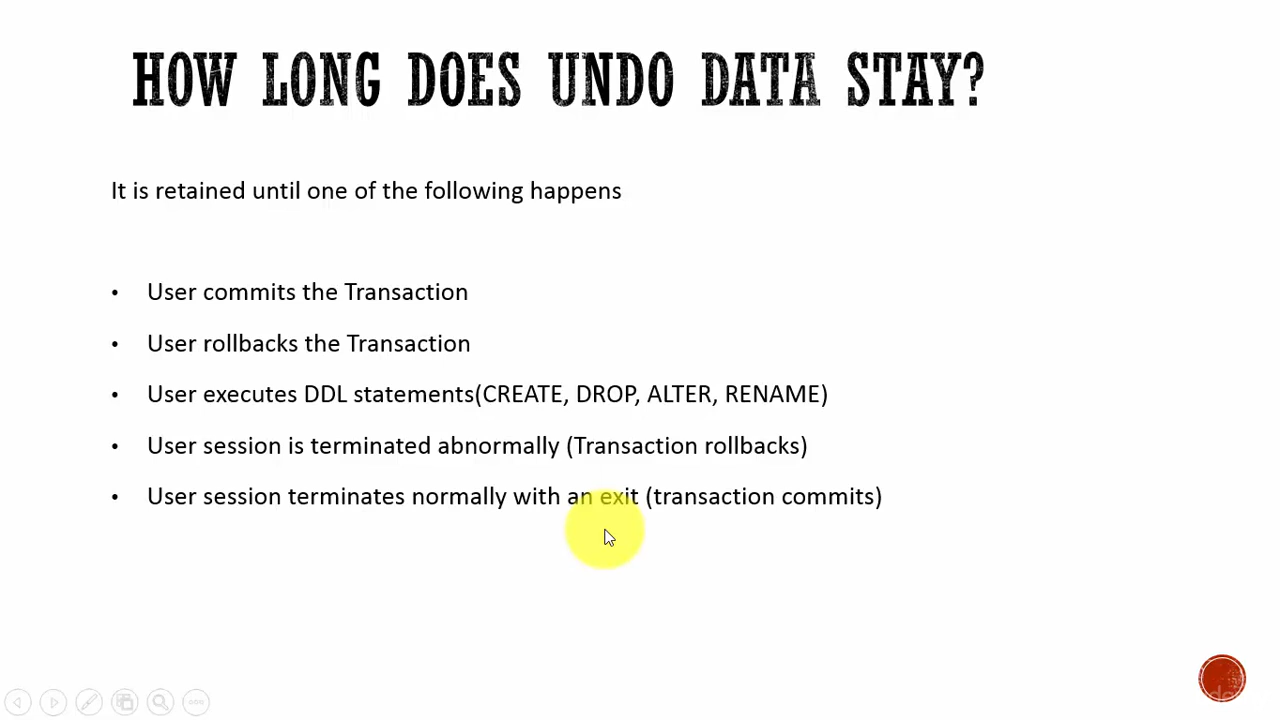 HOW LONG DOES UNDO DATA STAY?
It is retained until one of the following happens
• User commits the Transaction
• User rollbacks the Transaction
• User executes DDL statements(CREATE, DROP, ALTER, RENAME)
• User session is terminated abnormally (Transaction rollbacks)
• User session terminates normally with an exit (transaction commits)